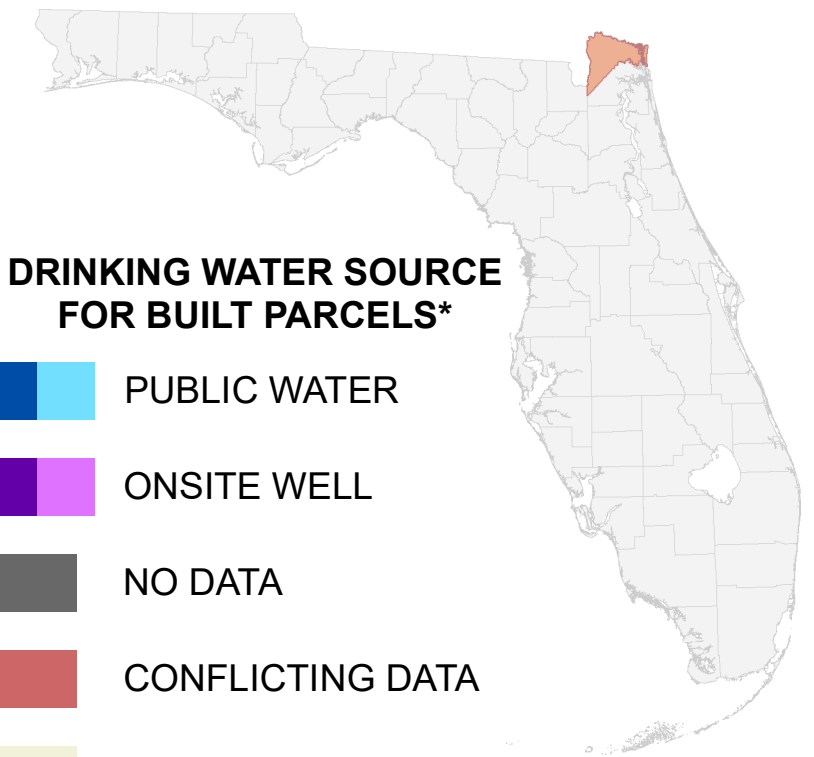 DRINKING WATER SOURCE
FOR BUILT PARCELS*
PUBLIC WATER
ONSITE WELL
NO DATA
CONFLICTING DATA